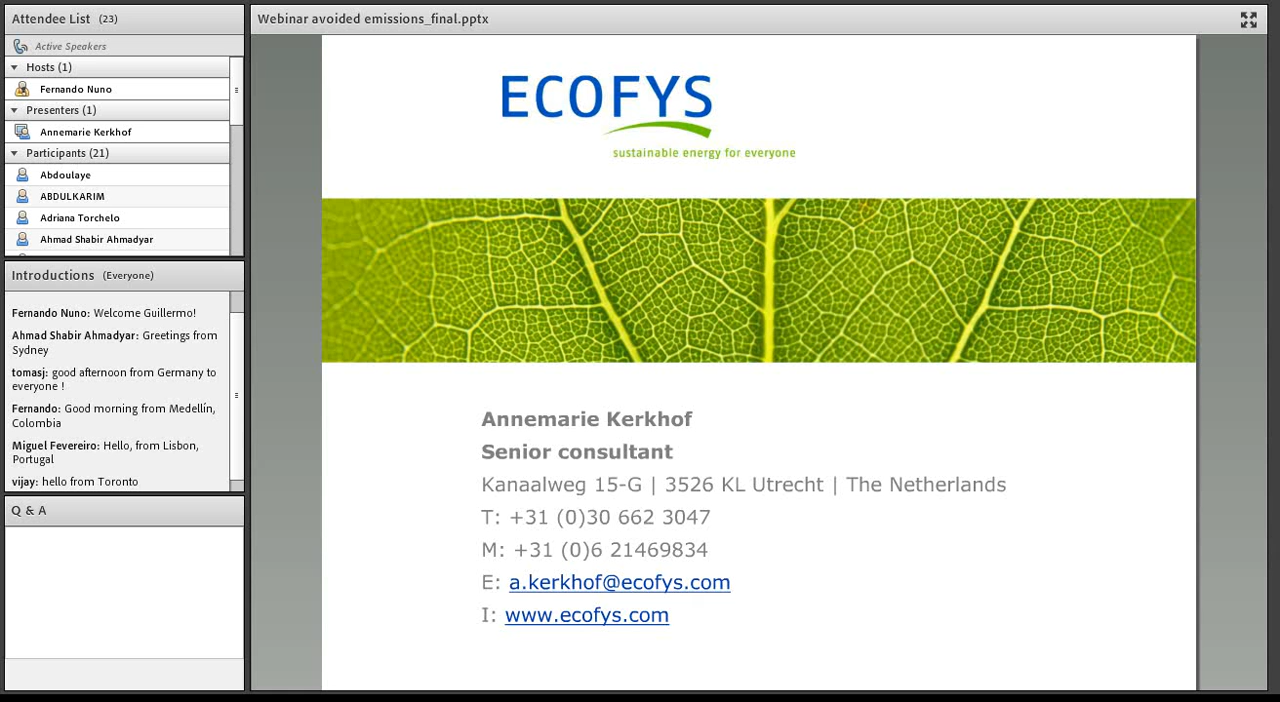 Attendee List (23)
Active Speakers
Hosts (1)
Fernando Nuno
Presenters (1)
Annemarie Kerkhof
Participants (21)
Abdoulaye
ABDULKARIM
Adriana Torchelo
Ahmad Shabir Ahmadyar
Introductions (Everyone)
Fernando Nuno: Welcome Guillermo!
Ahmad Shabir Ahmadyar: Greetings from
Sydney
tomasj: good afternoon from Germany to
everyone !
Fernando: Good morning from Medellín,
Colombia
Miguel Fevereiro: Hello, from Lisbon,
Portugal
vijay: hello from Toronto
Q & A
Webinar avoided emissions_final.pptx
ECOFYS
sustainable energy for everyone
Annemarie Kerkhof
Senior consultant
Kanaalweg 15-G | 3526 KL Utrecht | The Netherlands
T: +31 (0)30 662 3047
M: +31 (0)6 21469834
E: a.kerkhof@ecofys.com
I: www.ecofys.com